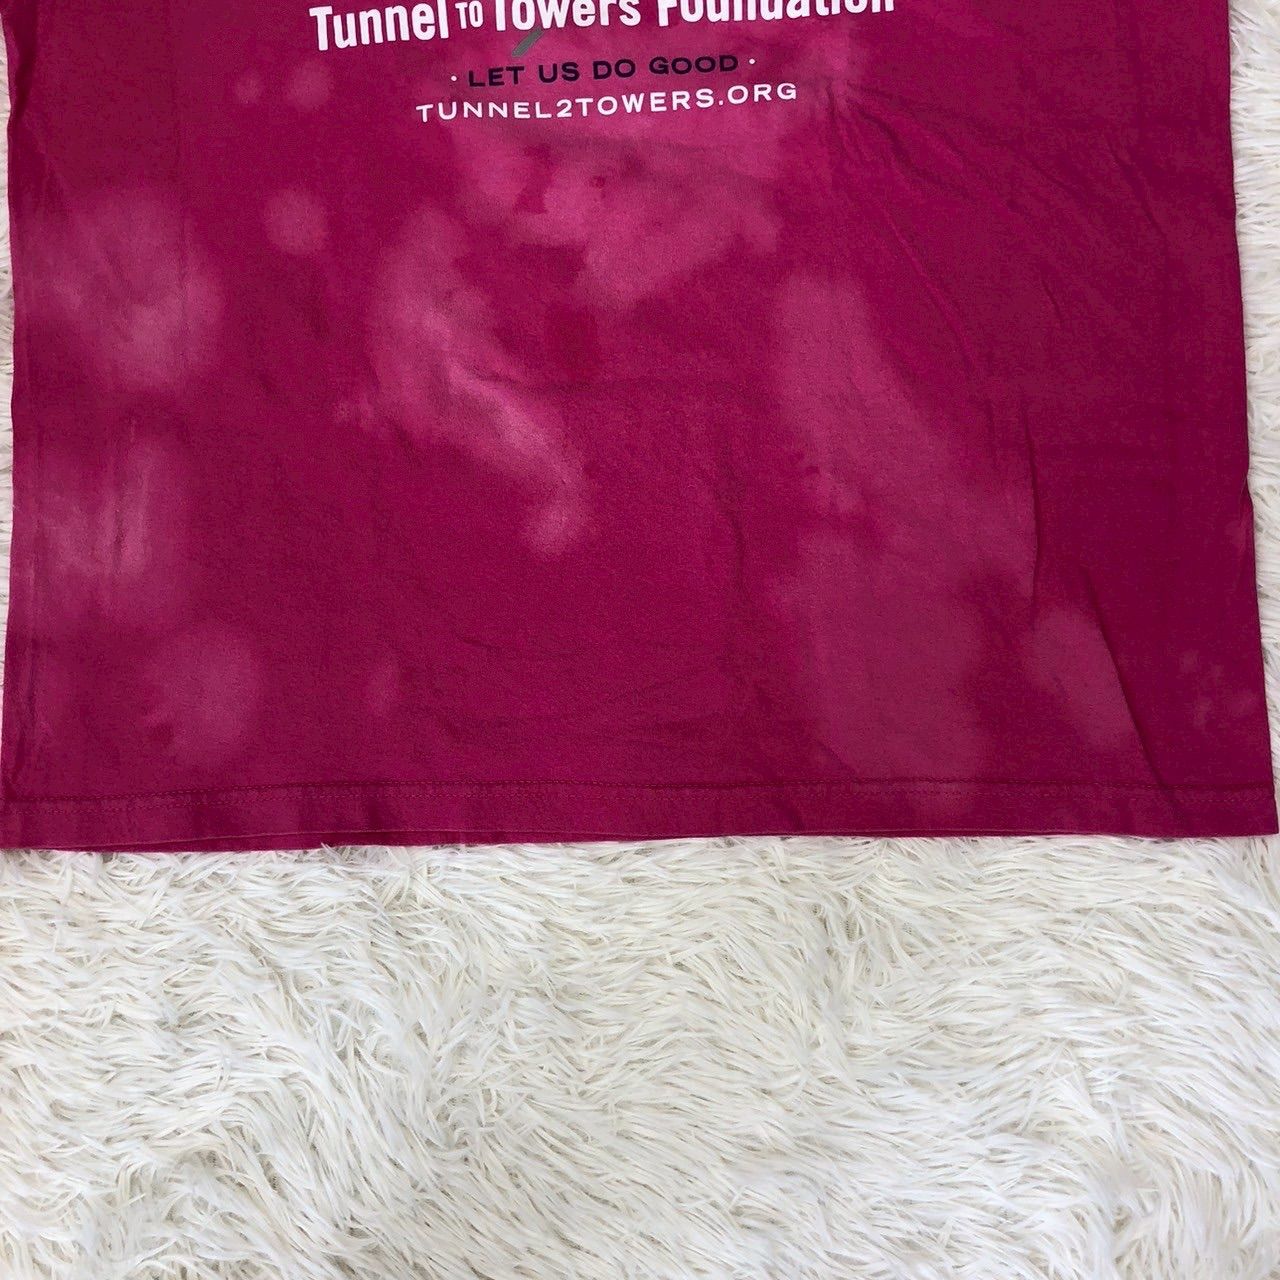 Tunnel TO Towers Foundation
· LET US DO GOOD ·
TUNNEL2TOWERS.ORG